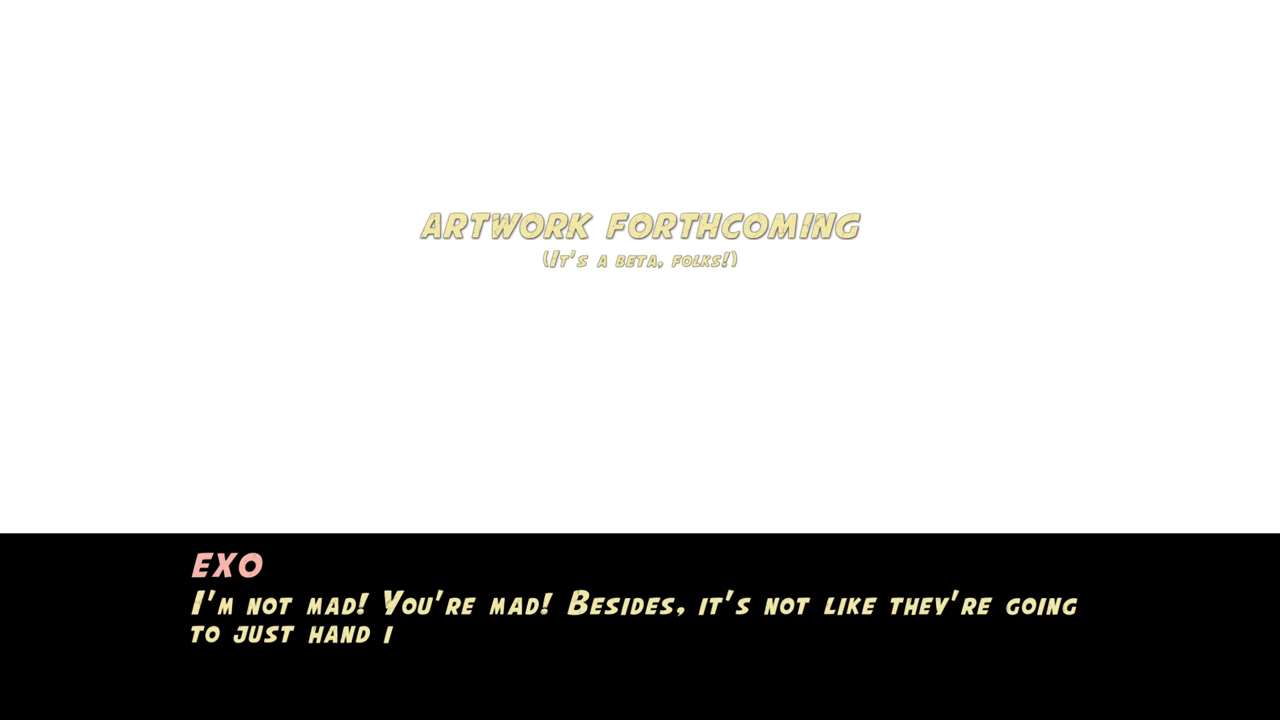 ARTWORK FORTHCOMING
(It's a beta, folks!)
EXO
I'm not mad! You're mad! Besides, it's not like they're going
to just hand i